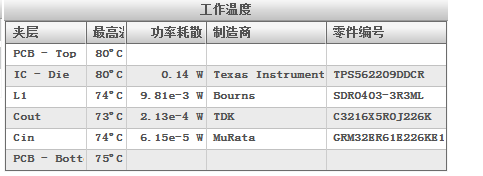 工作温度
夹层 最高温 功率耗散 制造商 零件编号
PCB - Top 80°C
IC - Die 80°C 0.14 W Texas Instrument TPS562209DDCR
L1 74°C 9.81e-3 W Bourns SDR0403-3R3ML
Cout 73°C 2.13e-4 W TDK C3216X5R0J226K
Cin 74°C 6.15e-5 W MuRata GRM32ER61E226KE1
PCB - Bott 75°C